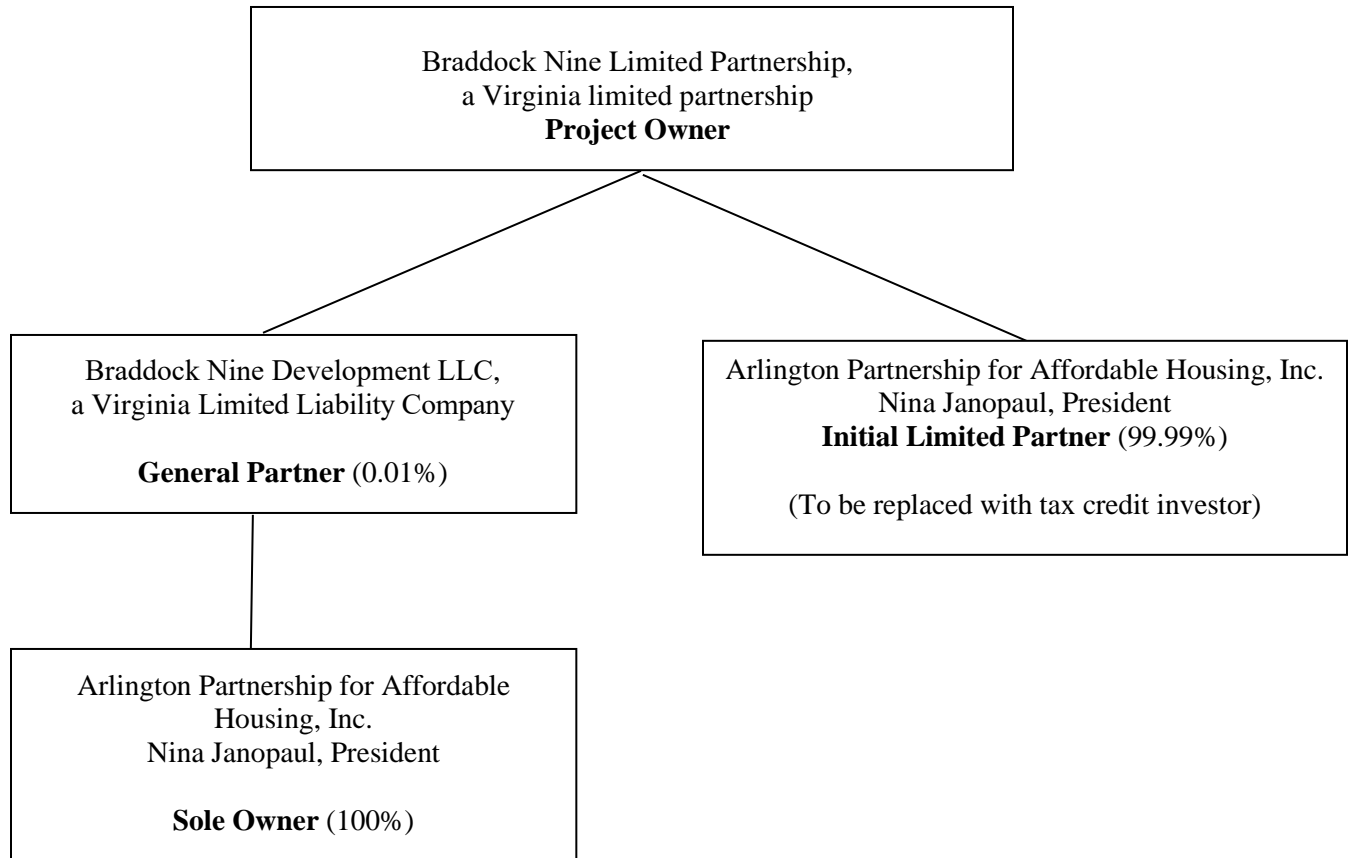 Braddock Nine Limited Partnership,
a Virginia limited partnership
Project Owner
Braddock Nine Development LLC,
a Virginia Limited Liability Company
General Partner (0.01%)
Arlington Partnership for Affordable Housing, Inc.
Nina Janopaul, President
Initial Limited Partner (99.99%)
(To be replaced with tax credit investor)
Arlington Partnership for Affordable
Housing, Inc.
Nina Janopaul, President
Sole Owner (100%)